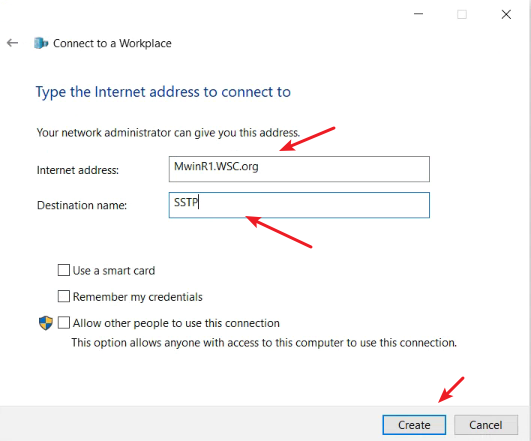 Connect to a Workplace
Type the Internet address to connect to
Your network administrator can give you this address.
Internet address: MwinR1.WSC.org
Destination name: SSTP
Use a smart card
Remember my credentials
Allow other people to use this connection
This option allows anyone with access to this computer to use this connection.
Create Cancel